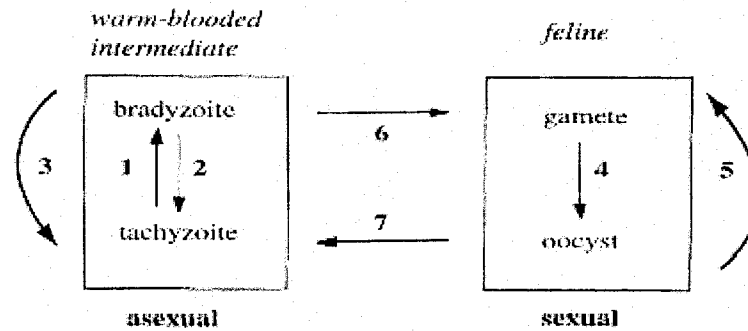 warm-blooded
intermediate
feline
bradyzoite
6
gamete
3
1
2
4
5
tachyzoite
7
oocyst
asexual
sexual